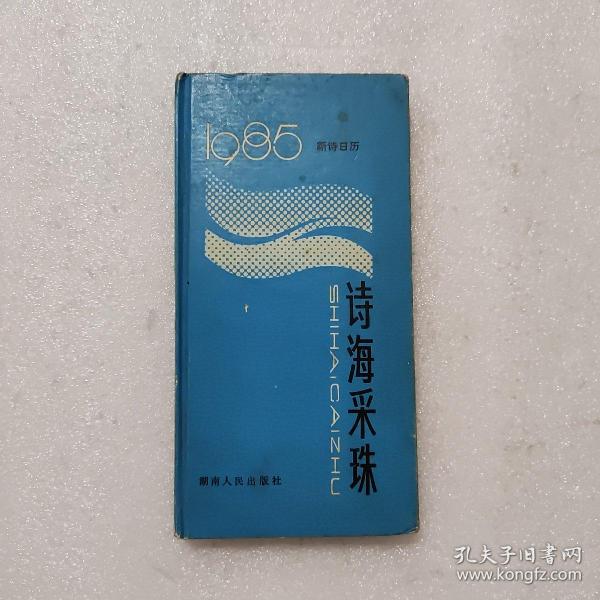 1985 新诗日历
诗海采珠
SHIHAICAIZHU
湖南人民出版社
孔夫子旧书网
www.kongfz.com